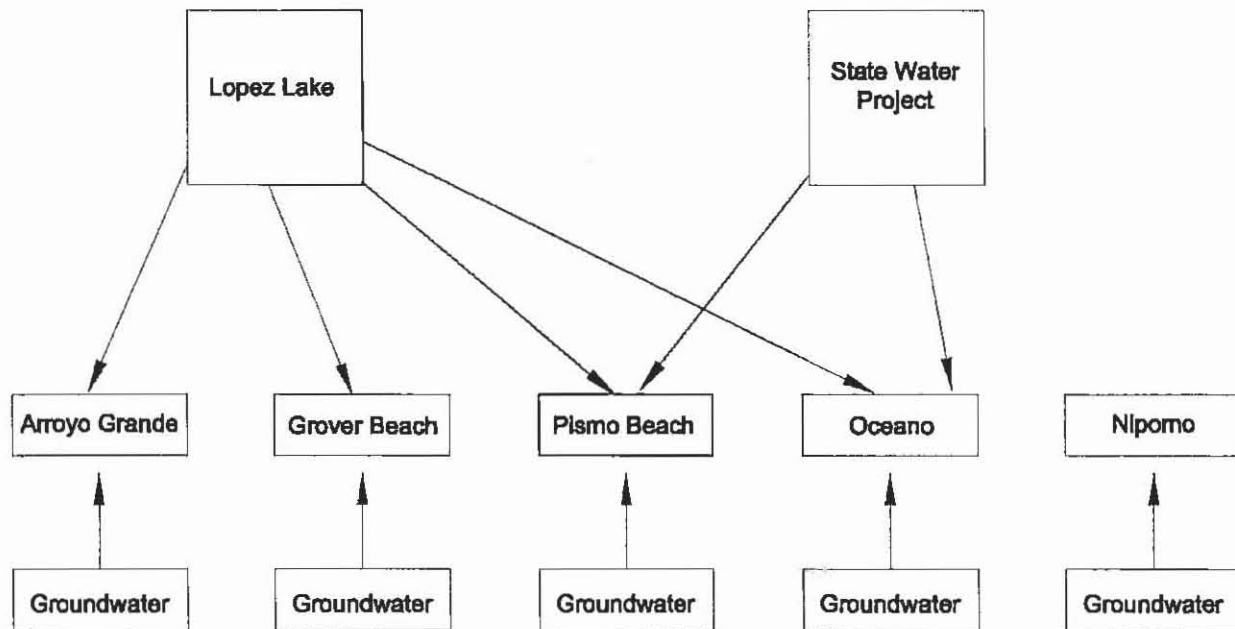 Lopez Lake
State Water
Project
Arroyo Grande
Grover Beach
Pismo Beach
Oceano
Nipomo
Groundwater
Groundwater
Groundwater
Groundwater
Groundwater